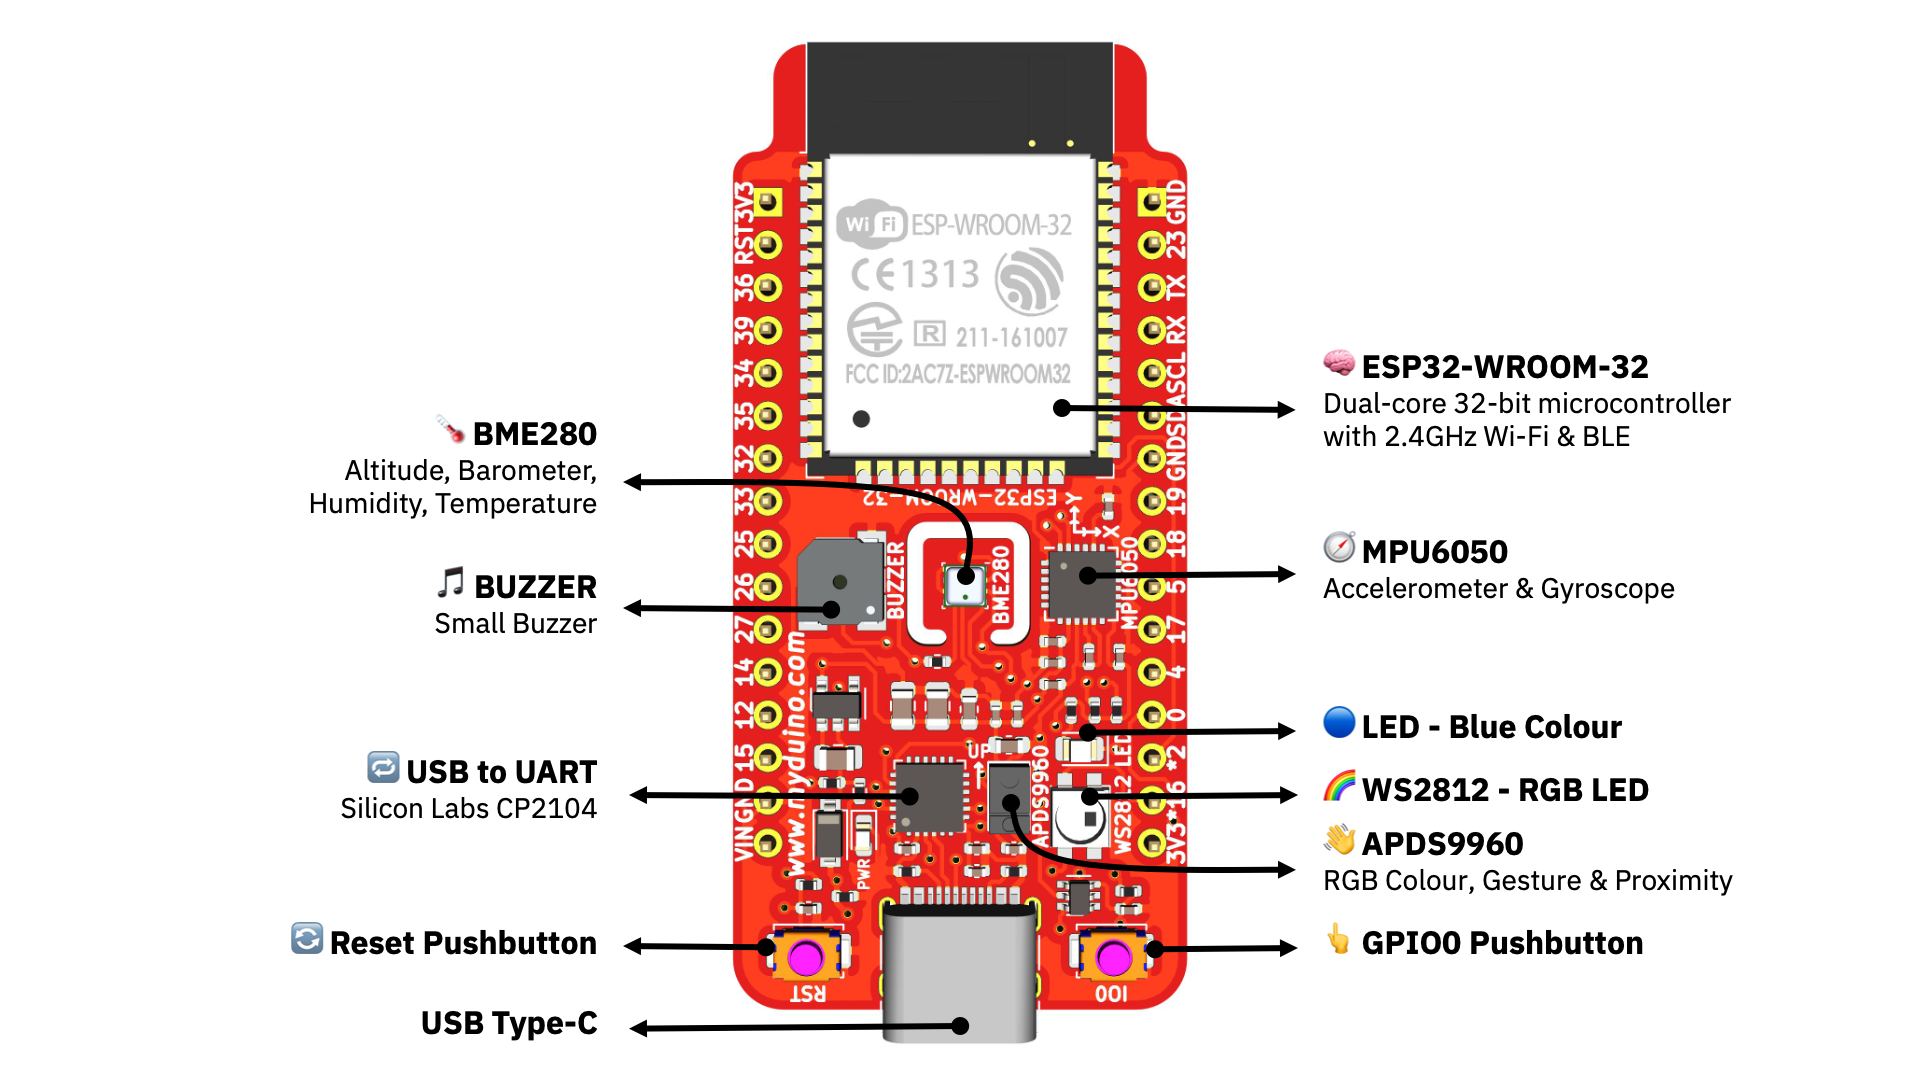 WiFi ESP-WROOM-32
CE1313
R 211-161007
FCC ID:2AC7Z-ESPWROOM32
ESP32-WROOM-32
3V3
RST
36
39
34
35
32
33
25
26
27
14
12
15
GND
VIN
GND
23
TX
RX
SCL
SDA
GND
19
18
5
17
4
0
*2
*16
3V3
Y
X
BUZZER
BME280
MPU6050
www.myduino.com
UP
APDS9960
LED
WS2812
PWR
RST
IO0
BME280
Altitude, Barometer,
Humidity, Temperature
BUZZER
Small Buzzer
USB to UART
Silicon Labs CP2104
Reset Pushbutton
USB Type-C
ESP32-WROOM-32
Dual-core 32-bit microcontroller
with 2.4GHz Wi-Fi & BLE
MPU6050
Accelerometer & Gyroscope
LED - Blue Colour
WS2812 - RGB LED
APDS9960
RGB Colour, Gesture & Proximity
GPIO0 Pushbutton